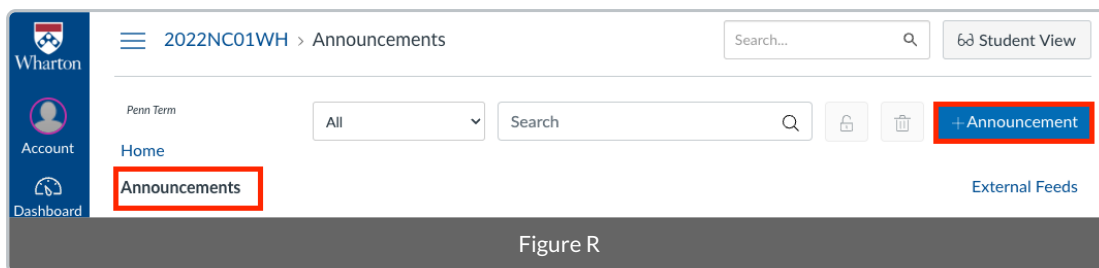 Wharton
2022NC01WH > Announcements
Search...
Student View
Penn Term
All
Search
+Announcement
Account
Home
Announcements
External Feeds
Dashboard
Figure R